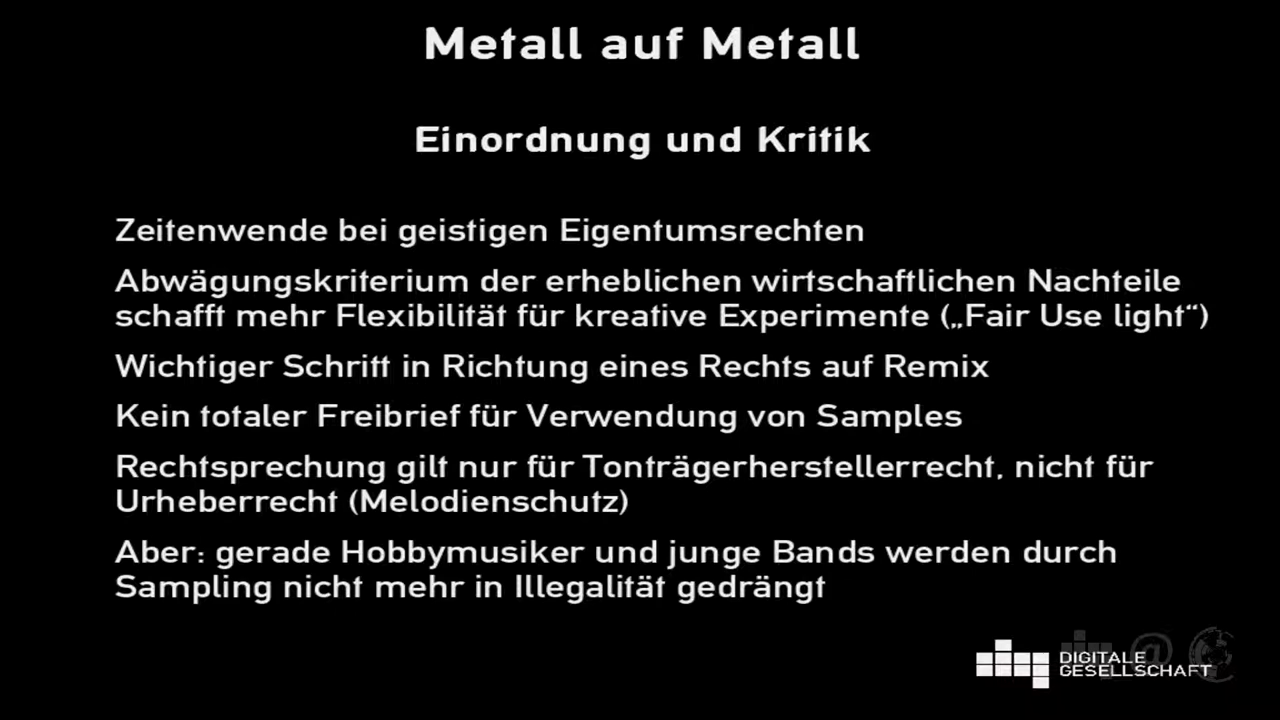 Metall auf Metall
Einordnung und Kritik
Zeitenwende bei geistigen Eigentumsrechten
Abwägungskriterium der erheblichen wirtschaftlichen Nachteile
schafft mehr Flexibilität für kreative Experimente („Fair Use light“)
Wichtiger Schritt in Richtung eines Rechts auf Remix
Kein totaler Freibrief für Verwendung von Samples
Rechtsprechung gilt nur für Tonträgerherstellerrecht, nicht für
Urheberrecht (Melodienschutz)
Aber: gerade Hobbymusiker und junge Bands werden durch
Sampling nicht mehr in Illegalität gedrängt
DIGITALE
GESELLSCHAFT
@